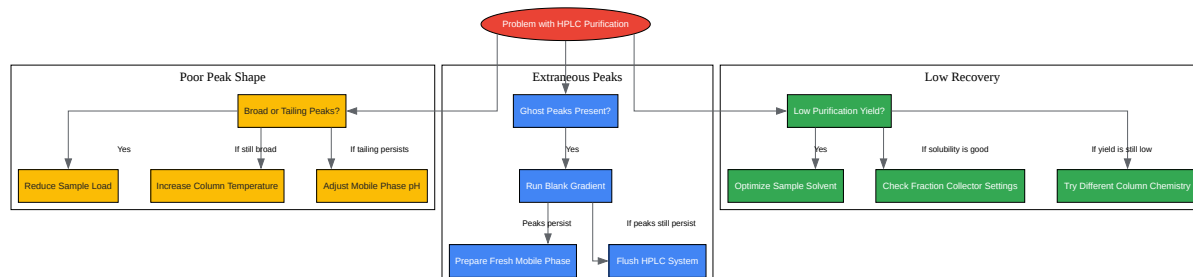 Problem with HPLC Purification
Poor Peak Shape
Broad or Tailing Peaks?
Yes
If still broad
If tailing persists
Reduce Sample Load
Increase Column Temperature
Adjust Mobile Phase pH
Extraneous Peaks
Ghost Peaks Present?
Yes
Run Blank Gradient
Peaks persist
If peaks still persist
Prepare Fresh Mobile Phase
Flush HPLC System
Low Recovery
Low Purification Yield?
Yes
If solubility is good
If yield is still low
Optimize Sample Solvent
Check Fraction Collector Settings
Try Different Column Chemistry